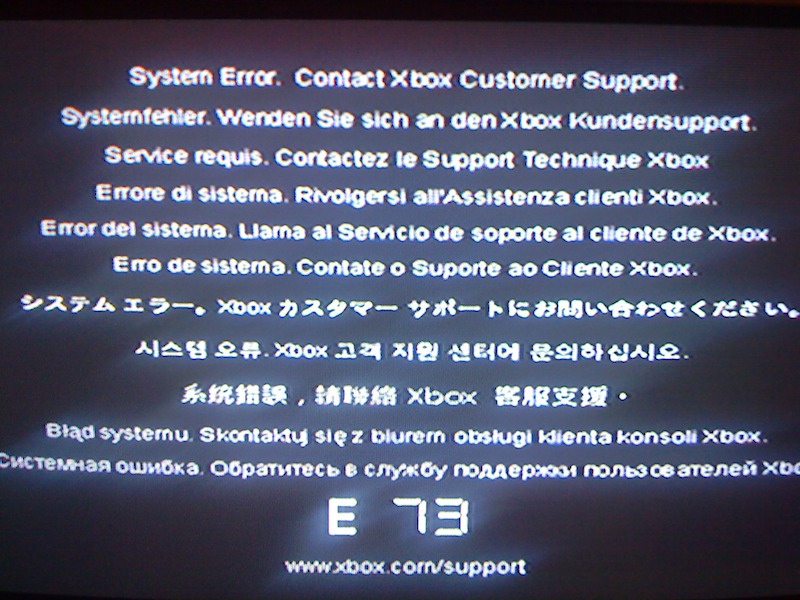 System Error. Contact Xbox Customer Support.
Systemfehler. Wenden Sie sich an den Xbox Kundensupport.
Service requis. Contactez le Support Technique Xbox
Errore di sistema. Rivolgersi all'Assistenza clienti Xbox.
Error del sistema. Llama al Servicio de soporte al cliente de Xbox.
Erro de sistema. Contate o Suporte ao Cliente Xbox.
システム エラー。 Xbox カスタマー サポートにお問い合わせください。
시스템 오류. Xbox 고객 지원 센터에 문의하십시오.
系統錯誤，請聯絡 Xbox 客服支援。
Błąd systemu. Skontaktuj się z biurem obsługi klienta konsoli Xbox.
Системная ошибка. Обратитесь в службу поддержки пользователей Xbo
E 73
www.xbox.com/support